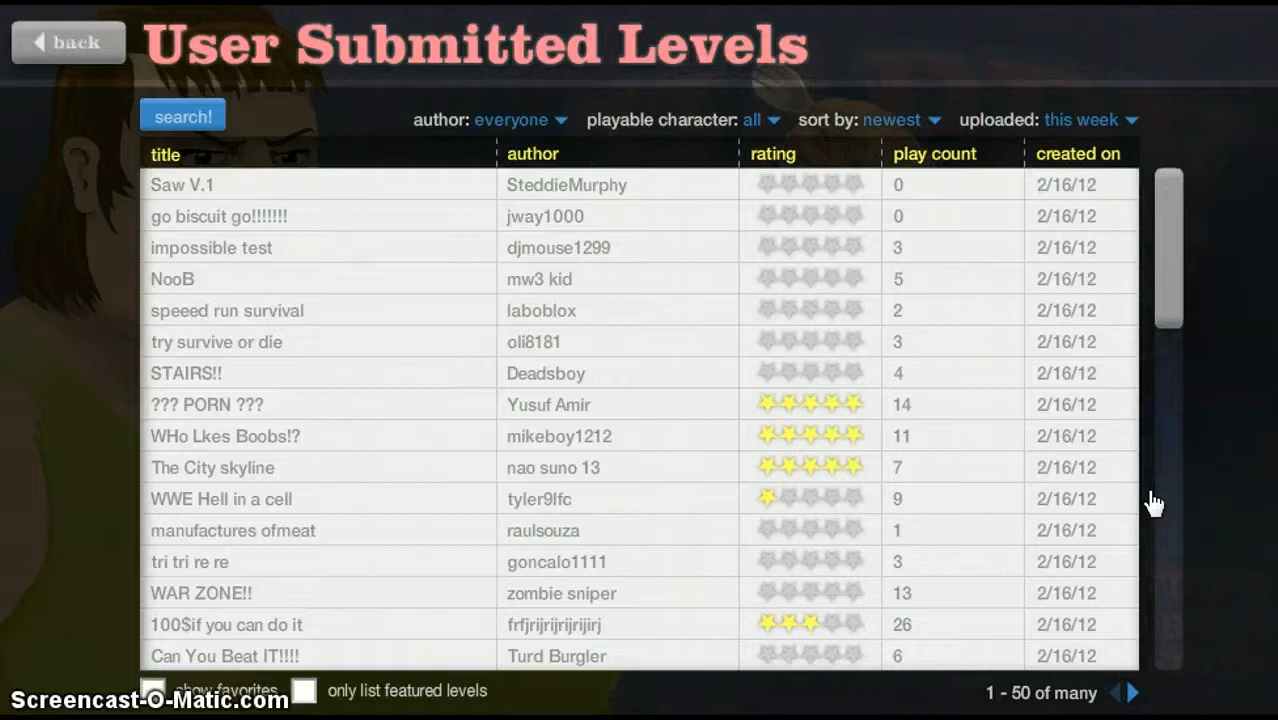 back
User Submitted Levels
search!
author: everyone playable character: all sort by: newest uploaded: this week
title author rating play count created on
Saw V.1 SteddieMurphy 0 2/16/12
go biscuit go!!!!!!! jway1000 0 2/16/12
impossible test djmouse1299 3 2/16/12
NooB mw3 kid 5 2/16/12
speeed run survival laboblox 2 2/16/12
try survive or die oli8181 3 2/16/12
STAIRS!! Deadsboy 4 2/16/12
??? PORN ??? Yusuf Amir 14 2/16/12
WHo Lkes Boobs!? mikeboy1212 11 2/16/12
The City skyline nao suno 13 7 2/16/12
WWE Hell in a cell tyler9lfc 9 2/16/12
manufactures ofmeat raulsouza 1 2/16/12
tri tri re re goncalo1111 3 2/16/12
WAR ZONE!! zombie sniper 13 2/16/12
100$if you can do it frfjrijrijrijrijirj 26 2/16/12
Can You Beat IT!!!! Turd Burgler 6 2/16/12
show favorites only list featured levels 1 - 50 of many
Screencast-O-Matic.com